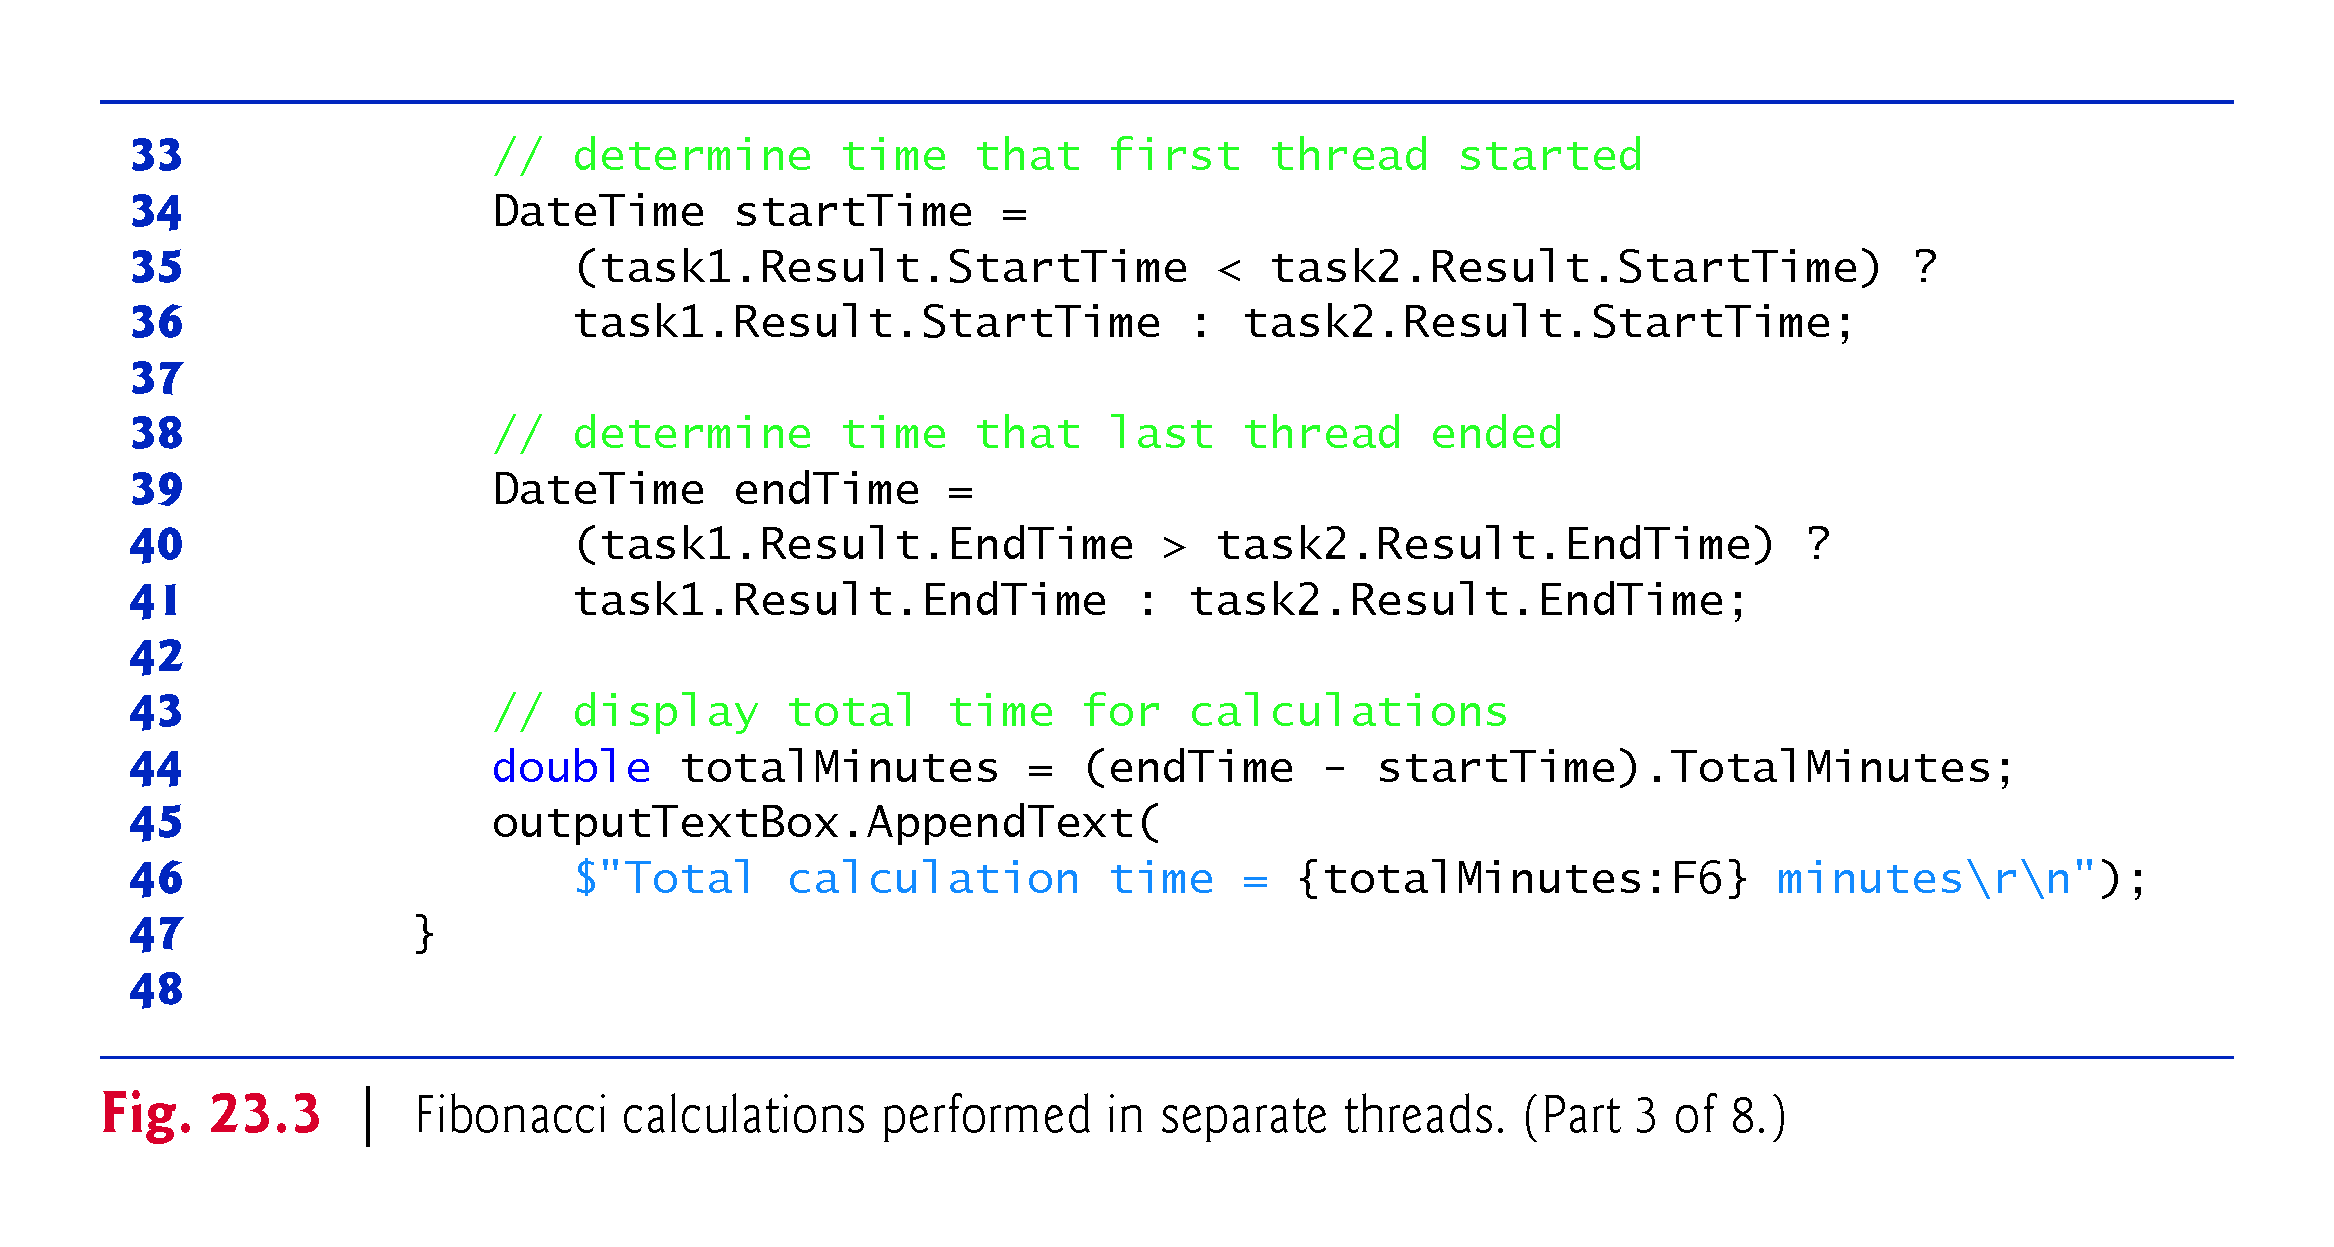 33 // determine time that first thread started
34 DateTime startTime =
35 (task1.Result.StartTime < task2.Result.StartTime) ?
36 task1.Result.StartTime : task2.Result.StartTime;
37
38 // determine time that last thread ended
39 DateTime endTime =
40 (task1.Result.EndTime > task2.Result.EndTime) ?
41 task1.Result.EndTime : task2.Result.EndTime;
42
43 // display total time for calculations
44 double totalMinutes = (endTime - startTime).TotalMinutes;
45 outputTextBox.AppendText(
46 $"Total calculation time = {totalMinutes:F6} minutes\r\n");
47 }
48
Fig. 23.3 | Fibonacci calculations performed in separate threads. (Part 3 of 8.)